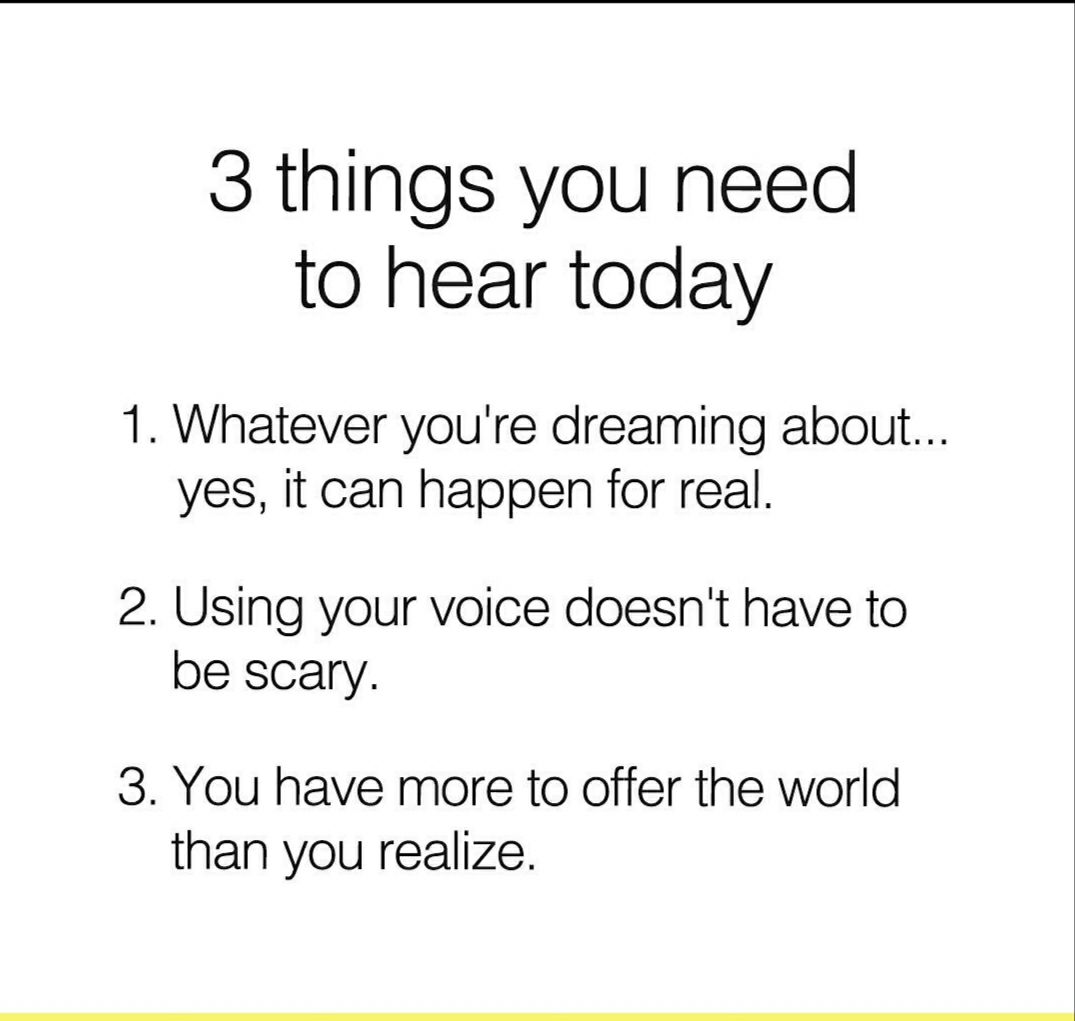 3 things you need
to hear today
1. Whatever you're dreaming about...
yes, it can happen for real.
2. Using your voice doesn't have to
be scary.
3. You have more to offer the world
than you realize.